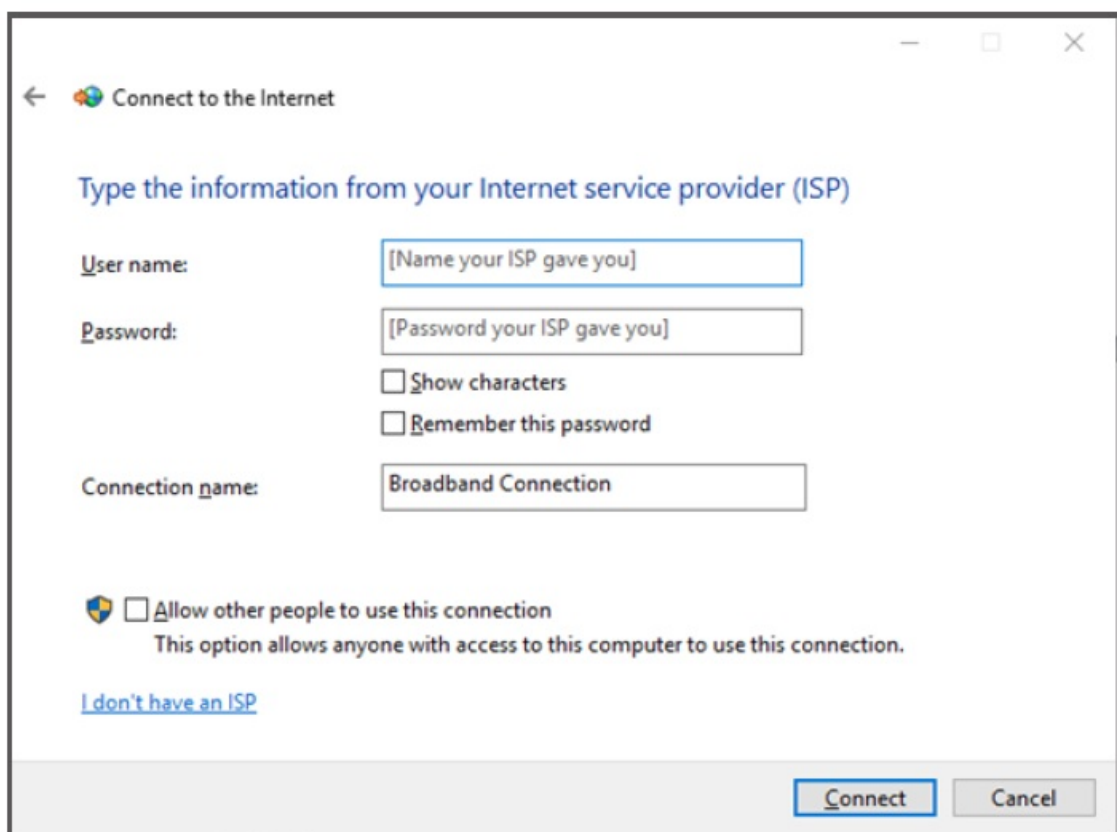 Connect to the Internet
Type the information from your Internet service provider (ISP)
User name:
[Name your ISP gave you]
Password:
[Password your ISP gave you]
Show characters
Remember this password
Connection name:
Broadband Connection
Allow other people to use this connection
This option allows anyone with access to this computer to use this connection.
I don't have an ISP
Connect
Cancel